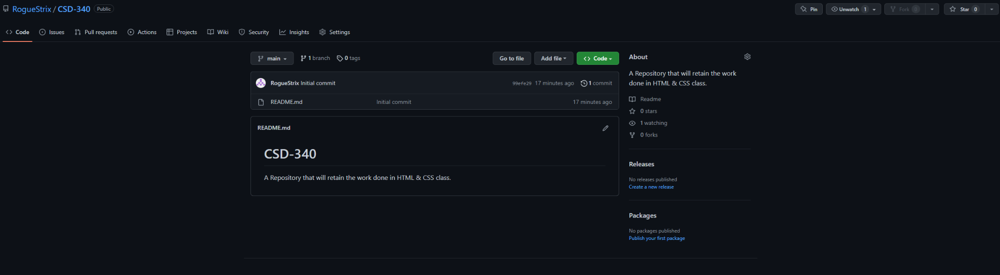 RogueStrix / CSD-340 Public
Pin Unwatch 1 Fork 0 Star 0
Code Issues Pull requests Actions Projects Wiki Security Insights Settings
main 1 branch 0 tags Go to file Add file Code
RogueStrix Initial commit 99efe29 17 minutes ago 1 commit
README.md Initial commit 17 minutes ago
README.md
CSD-340
A Repository that will retain the work done in HTML & CSS class.
About
A Repository that will retain the work
done in HTML & CSS class.
Readme
0 stars
1 watching
0 forks
Releases
No releases published
Create a new release
Packages
No packages published
Publish your first package